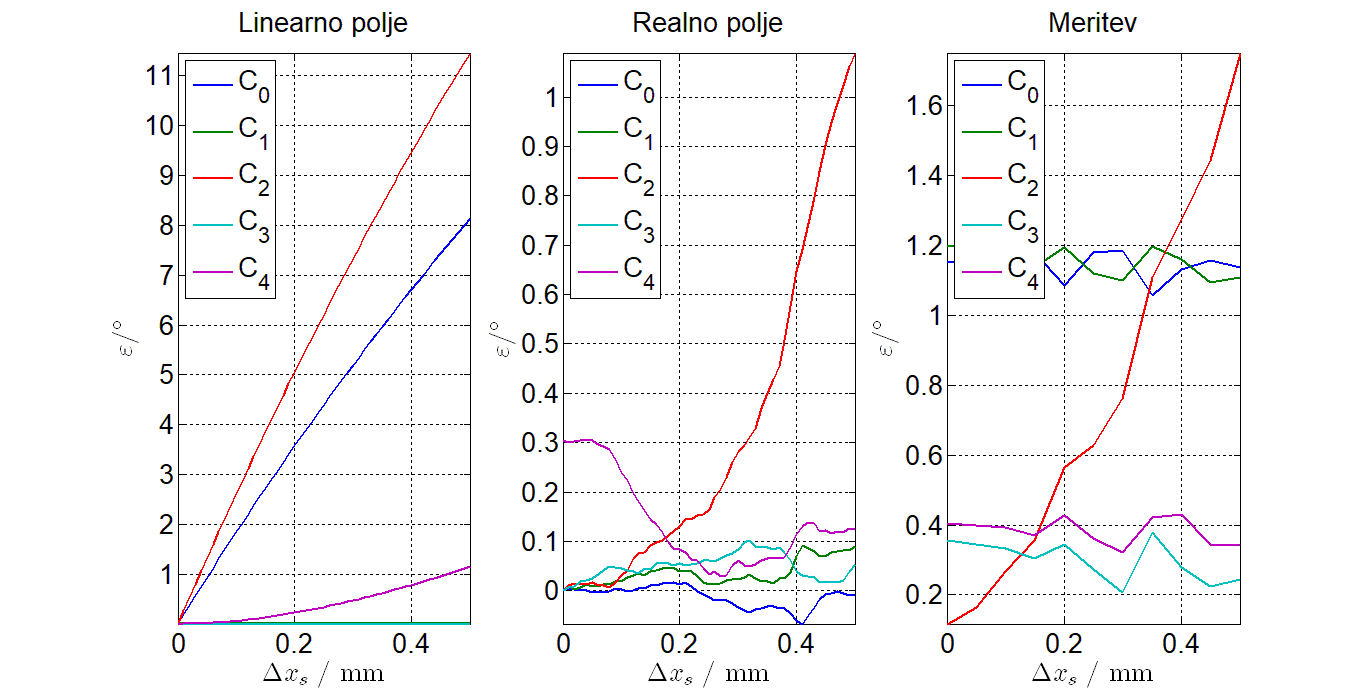 Linearno polje
C0
C1
C2
C3
C4
11
10
9
8
7
6
5
4
3
2
1
0
0.2
0.4
ε/°
Δxs / mm
Realno polje
C0
C1
C2
C3
C4
1
0.9
0.8
0.7
0.6
0.5
0.4
0.3
0.2
0.1
0
0
0.2
0.4
ε/°
Δxs / mm
Meritev
C0
C1
C2
C3
C4
1.6
1.4
1.2
1
0.8
0.6
0.4
0.2
0
0.2
0.4
ε/°
Δxs / mm